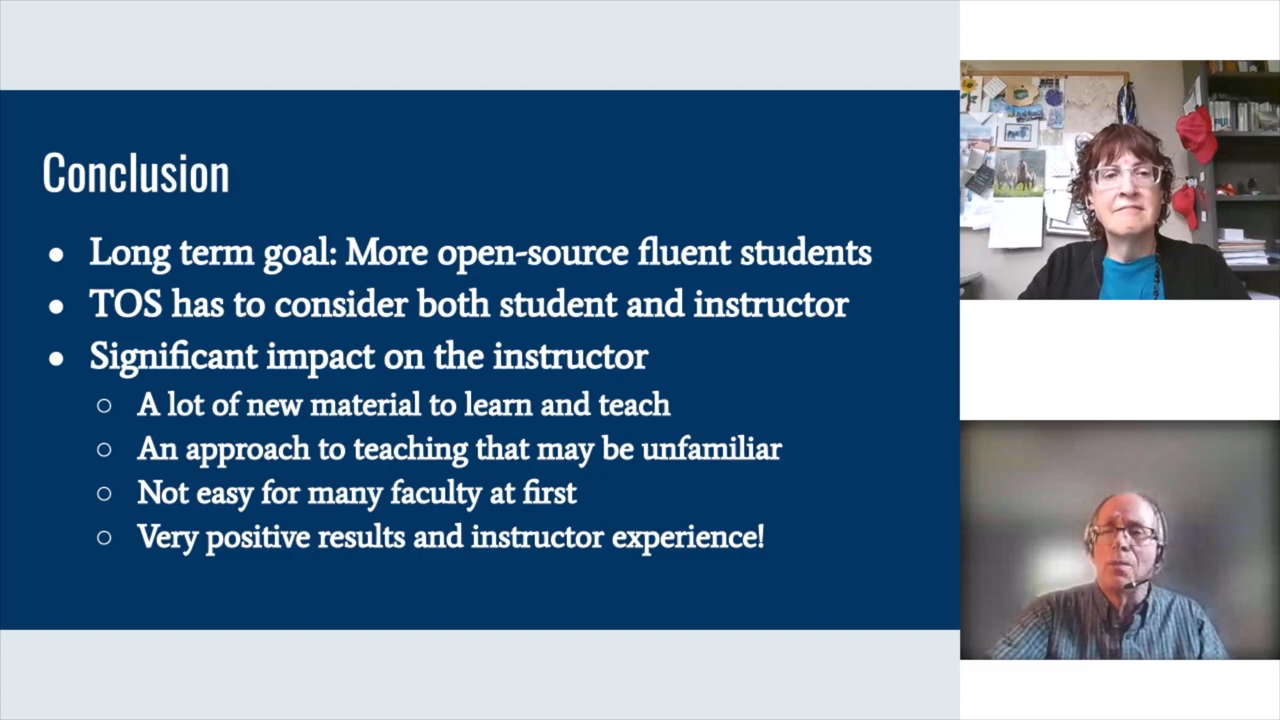 Conclusion
● Long term goal: More open-source fluent students
● TOS has to consider both student and instructor
● Significant impact on the instructor
○ A lot of new material to learn and teach
○ An approach to teaching that may be unfamiliar
○ Not easy for many faculty at first
○ Very positive results and instructor experience!